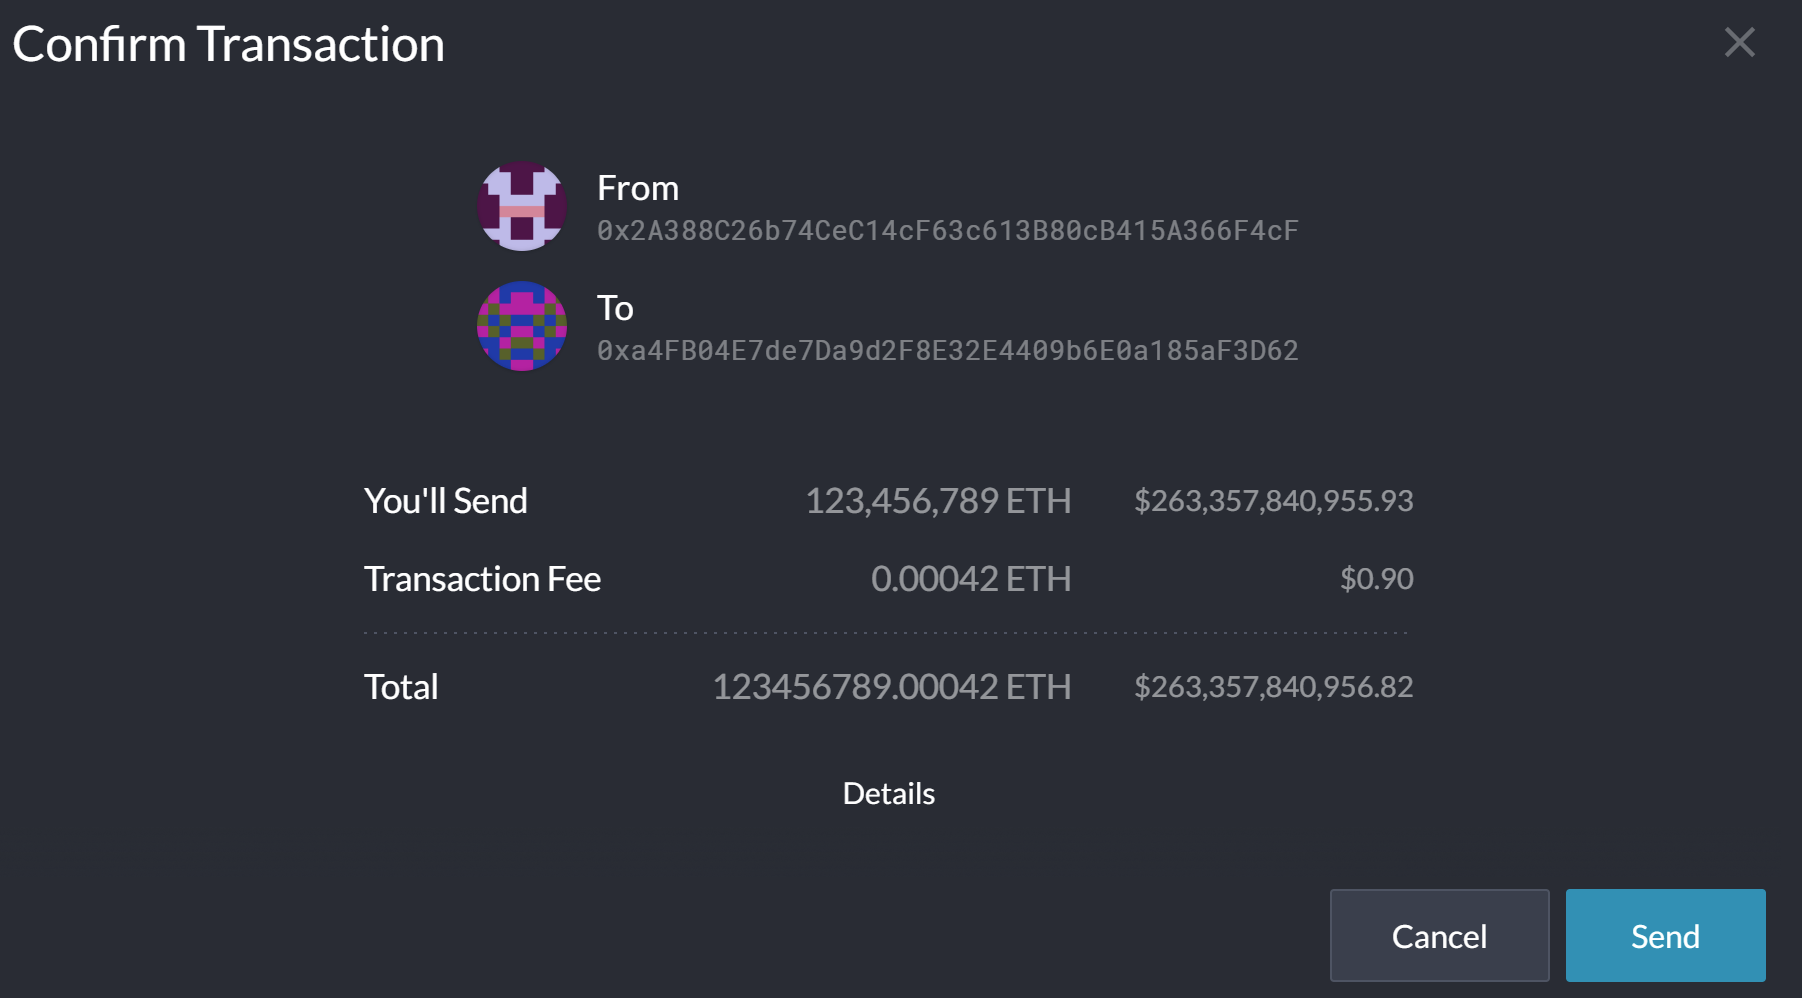 Confirm Transaction
From
0x2A388C26b74CeC14cF63c613B80cB415A366F4cF
To
0xa4FB04E7de7Da9d2F8E32E4409b6E0a185aF3D62
You'll Send 123,456,789 ETH $263,357,840,955.93
Transaction Fee 0.00042 ETH $0.90
Total 123456789.00042 ETH $263,357,840,956.82
Details
Cancel Send